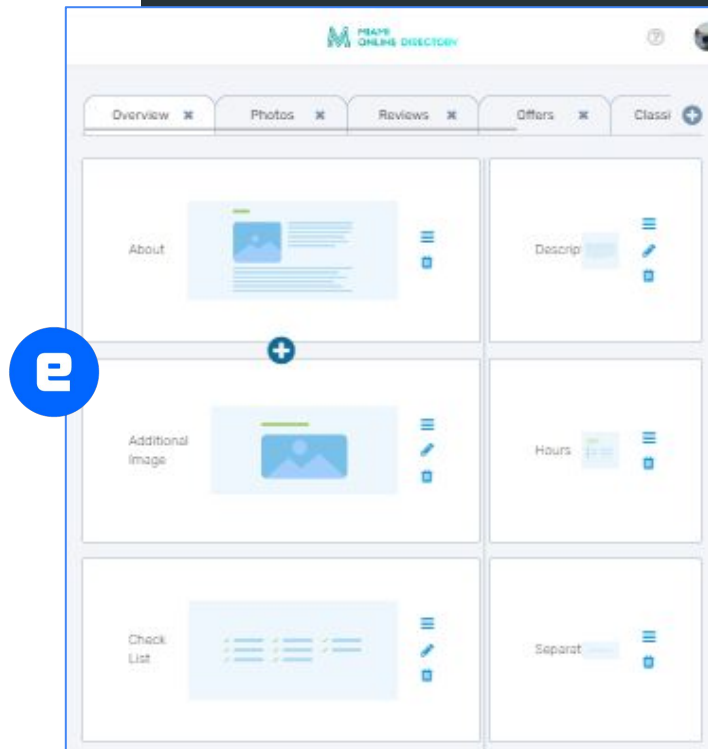 MIAMI
ONLINE DIRECTORY
Overview
Photos
Reviews
Offers
Classi
About
Descrip
e
Additional
Image
Hours
Check
List
Separat